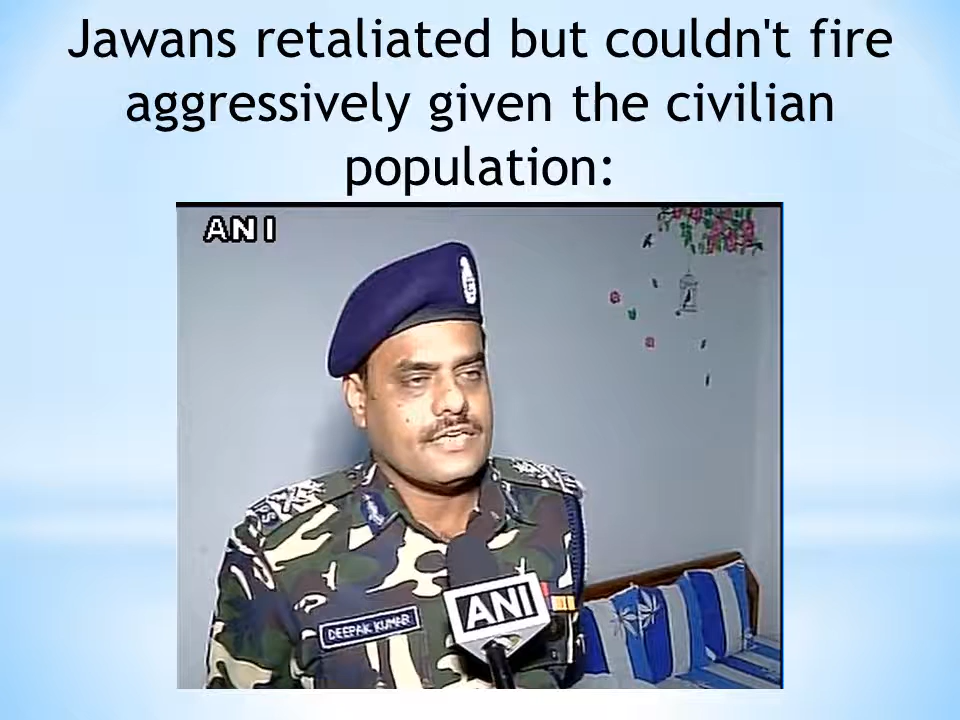 Jawans retaliated but couldn't fire
aggressively given the civilian
population:
ANI
DEEPAK KUMAR
ANI